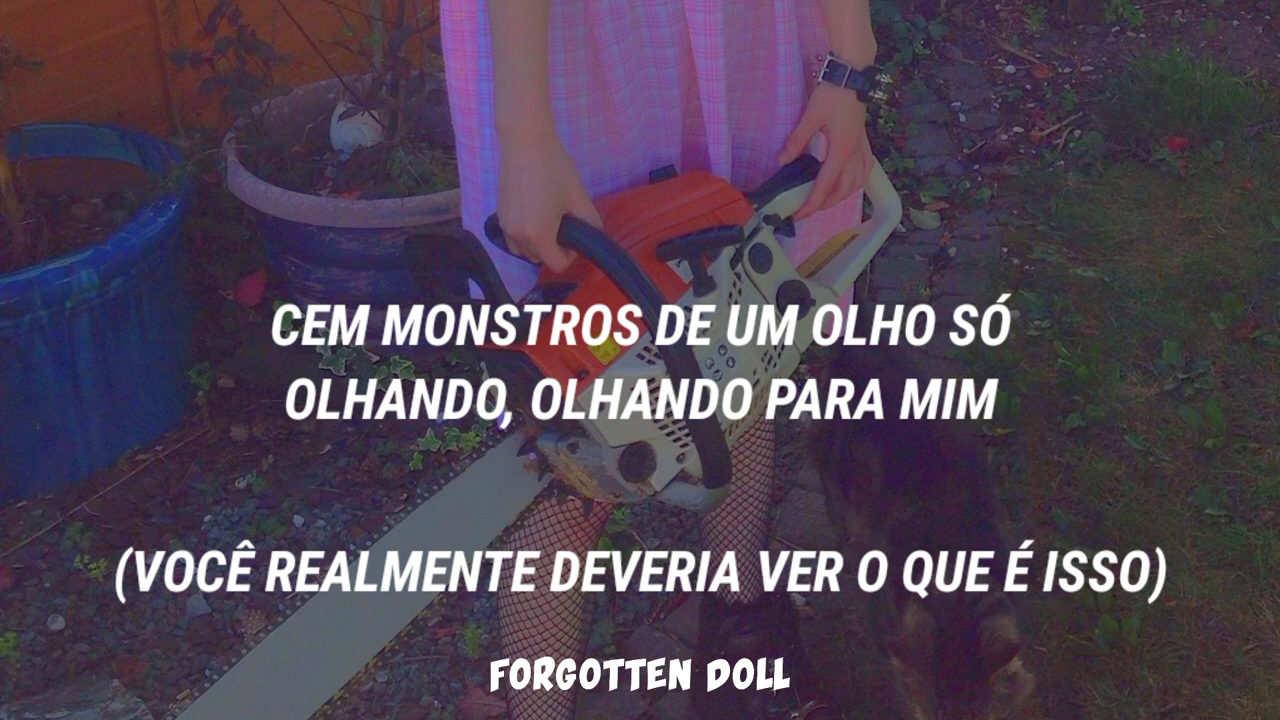 CEM MONSTROS DE UM OLHO SÓ
OLHANDO, OLHANDO PARA MIM
(VOCÊ REALMENTE DEVERIA VER O QUE É ISSO)
FORGOTTEN DOLL